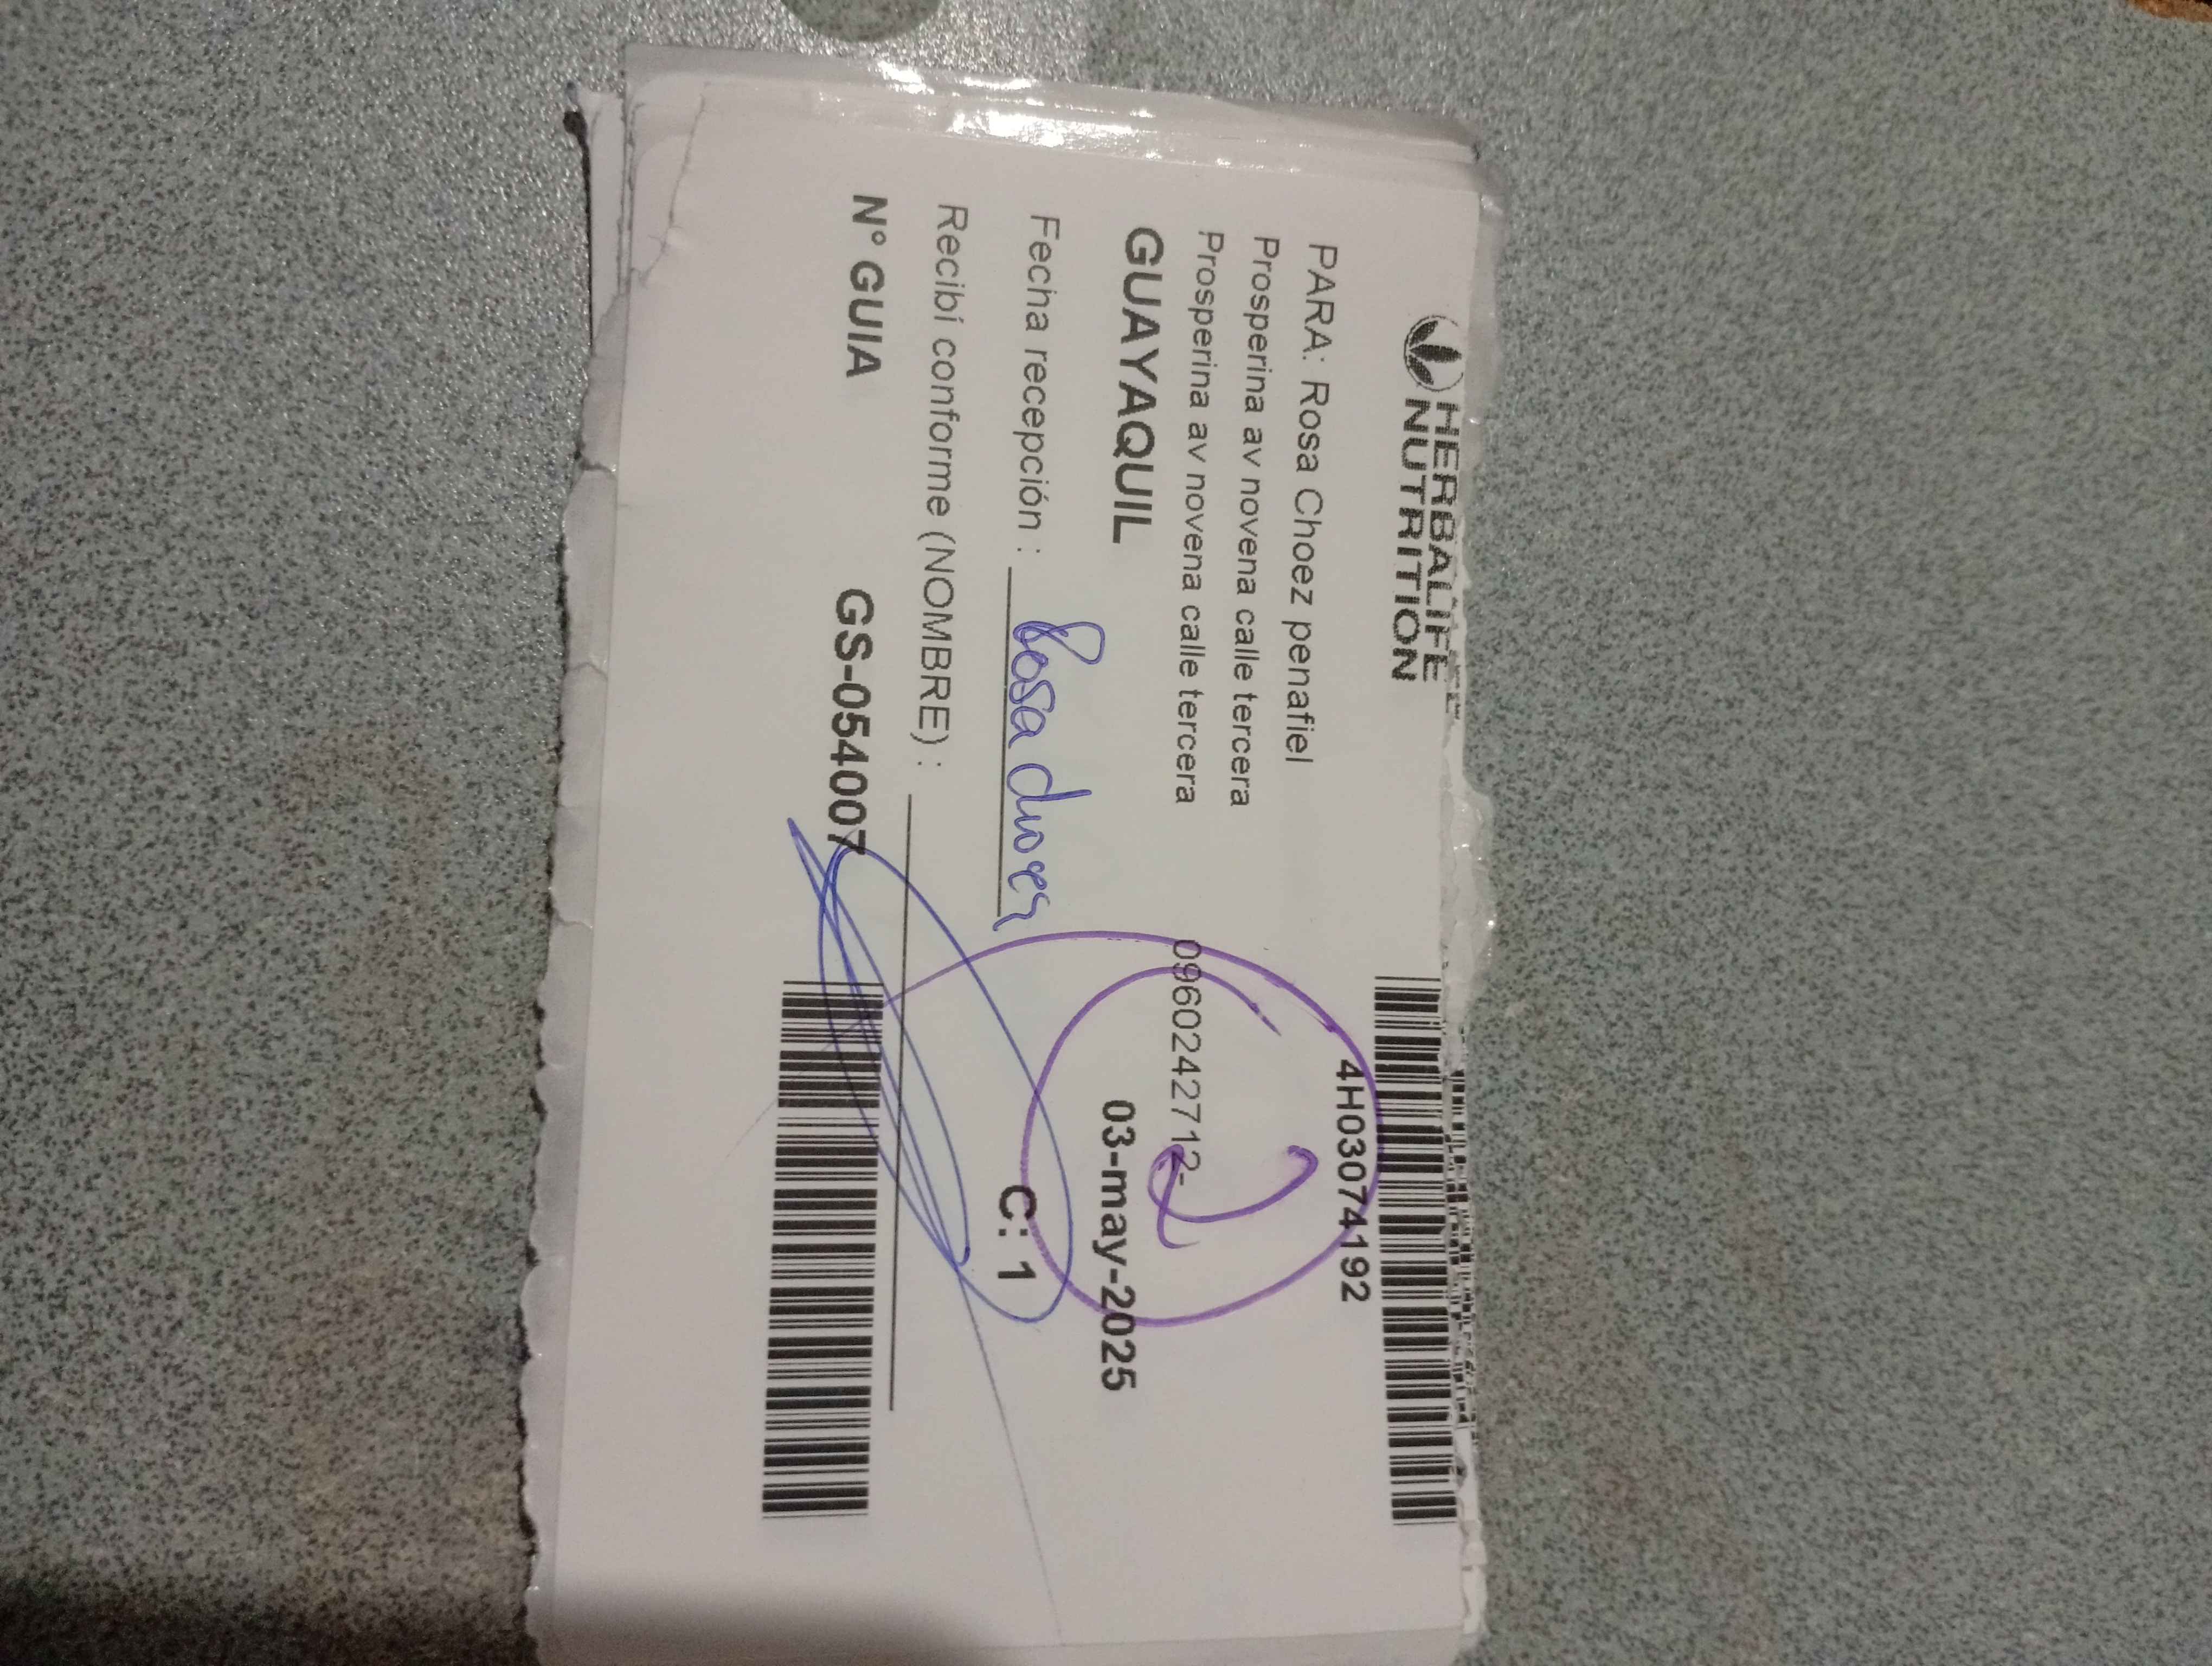 HERBALIFE
NUTRITION
4H03074192
PARA: Rosa Choez penafiel
Prosperina av novena calle tercera
Prosperina av novena calle tercera
0960242712-
2
GUAYAQUIL
03-may-2025
Fecha recepción :
Rosa Choez
C: 1
Recibí conforme (NOMBRE) :
N° GUIA
GS-054007